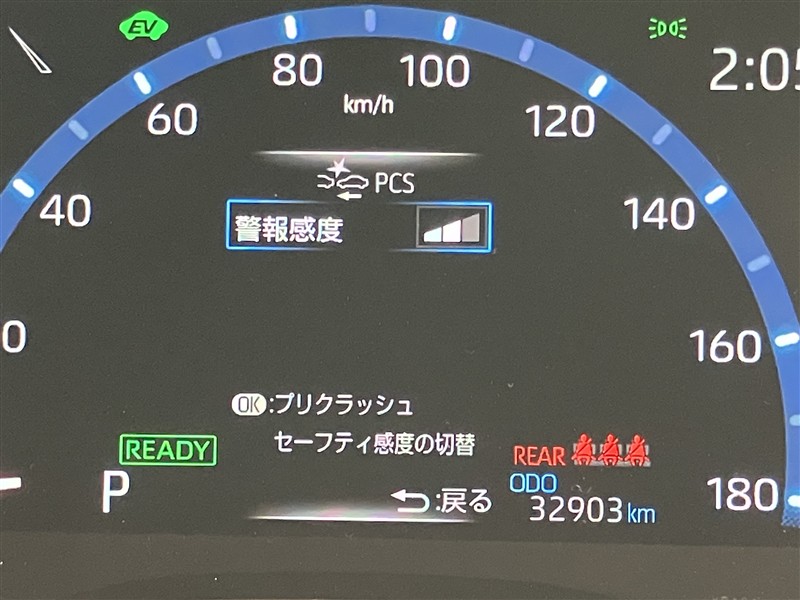 EV
2:05
80
100
km/h
60
120
PCS
40
140
警報感度
0
160
OK:プリクラッシュ
セーフティ感度の切替
READY
REAR
P
ODO
:戻る
32903km
180